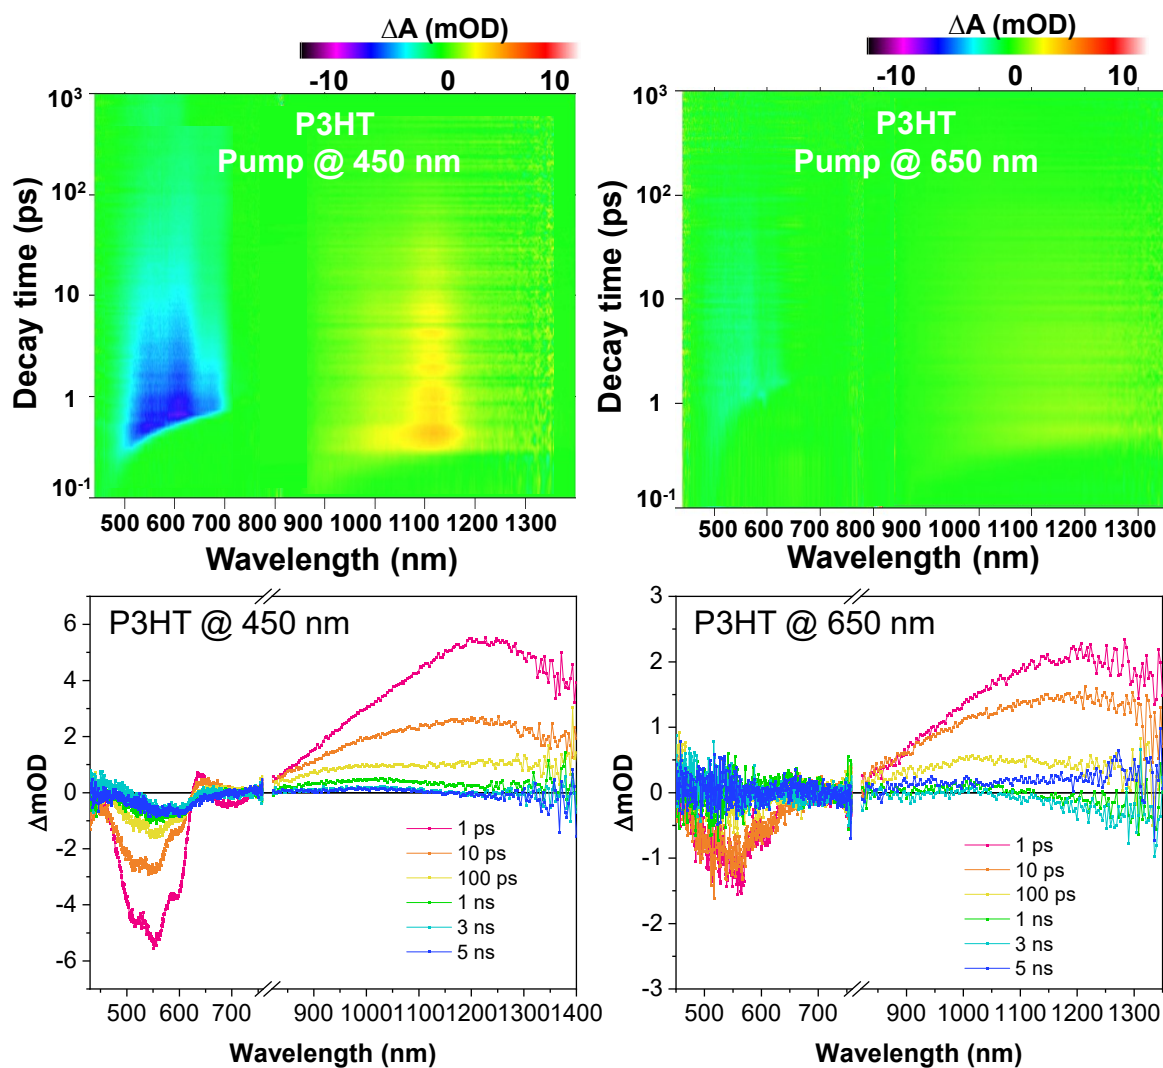 ΔA (mOD)
-10 0 10
P3HT
Pump @ 450 nm
Decay time (ps)
10³
10²
10
1
10⁻¹
500 600 700 800 900 1000 1100 1300
Wavelength (nm)
ΔA (mOD)
-10 0 10
P3HT
Pump @ 650 nm
Decay time (ps)
10³
10²
10
1
10⁻¹
500 600 700 800 900 1000 1100 1300
Wavelength (nm)
P3HT @ 450 nm
ΔmOD
6
4
2
0
-2
-4
-6
1 ps
10 ps
100 ps
1 ns
3 ns
5 ns
500 600 700 900 1000 1100 1200 1300 1400
Wavelength (nm)
P3HT @ 650 nm
ΔmOD
3
2
1
0
-1
-2
-3
1 ps
10 ps
100 ps
1 ns
3 ns
5 ns
500 600 700 900 1000 1100 1200 1300
Wavelength (nm)